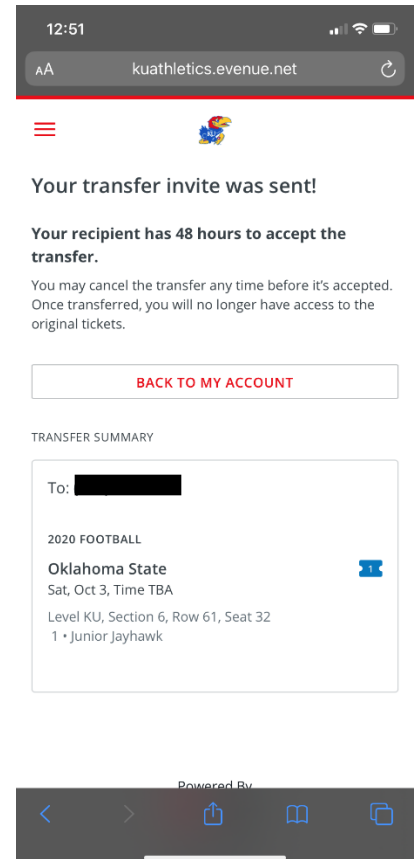 12:51
AA kuathletics.evenue.net
KU
Your transfer invite was sent!
Your recipient has 48 hours to accept the
transfer.
You may cancel the transfer any time before it's accepted.
Once transferred, you will no longer have access to the
original tickets.
BACK TO MY ACCOUNT
TRANSFER SUMMARY
To:
2020 FOOTBALL
Oklahoma State
1
Sat, Oct 3, Time TBA
Level KU, Section 6, Row 61, Seat 32
1 • Junior Jayhawk
Powered By